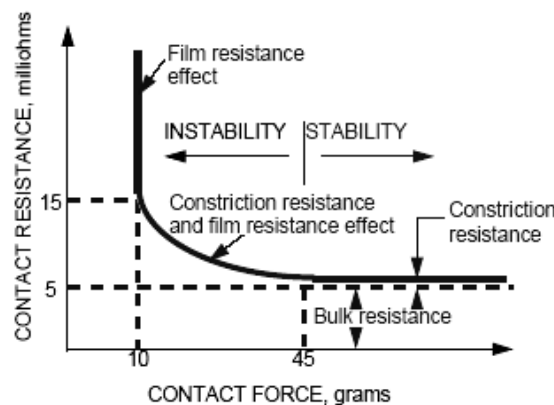 Film resistance
effect
INSTABILITY
STABILITY
15
Constriction resistance
and film resistance effect
Constriction
resistance
5
Bulk resistance
10
45
CONTACT RESISTANCE, milliohms
CONTACT FORCE, grams